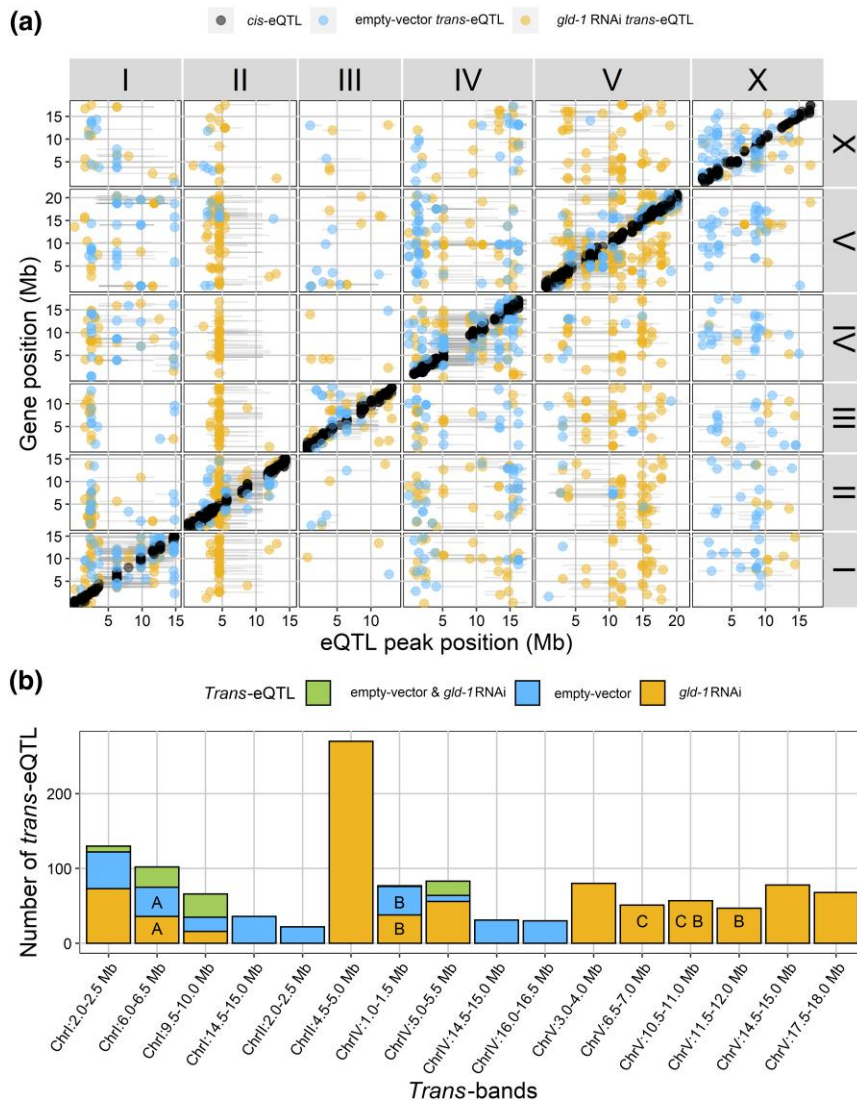 (a)
cis-eQTL empty-vector trans-eQTL gld-1 RNAi trans-eQTL
I II III IV V X
Gene position (Mb)
15
10
5
X
20
15
10
5
V
15
10
5
IV
10
5
III
15
10
5
II
15
10
5
I
5 10 15 5 10 15 5 10 5 10 15 5 10 15 20 5 10 15
eQTL peak position (Mb)
(b)
Trans-eQTL empty-vector & gld-1 RNAi empty-vector gld-1 RNAi
Number of trans-eQTL
200
100
0
A
A
B
B
C
C B
B
ChrI:2.0-2.5 Mb
ChrI:6.0-6.5 Mb
ChrI:9.5-10.0 Mb
ChrI:14.5-15.0 Mb
ChrII:2.0-2.5 Mb
ChrII:4.5-5.0 Mb
ChrIV:1.0-1.5 Mb
ChrIV:5.0-5.5 Mb
ChrIV:14.5-15.0 Mb
ChrIV:16.0-16.5 Mb
ChrV:3.0-4.0 Mb
ChrV:6.5-7.0 Mb
ChrV:10.5-11.0 Mb
ChrV:11.5-12.0 Mb
ChrV:14.5-15.0 Mb
ChrV:17.5-18.0 Mb
Trans-bands